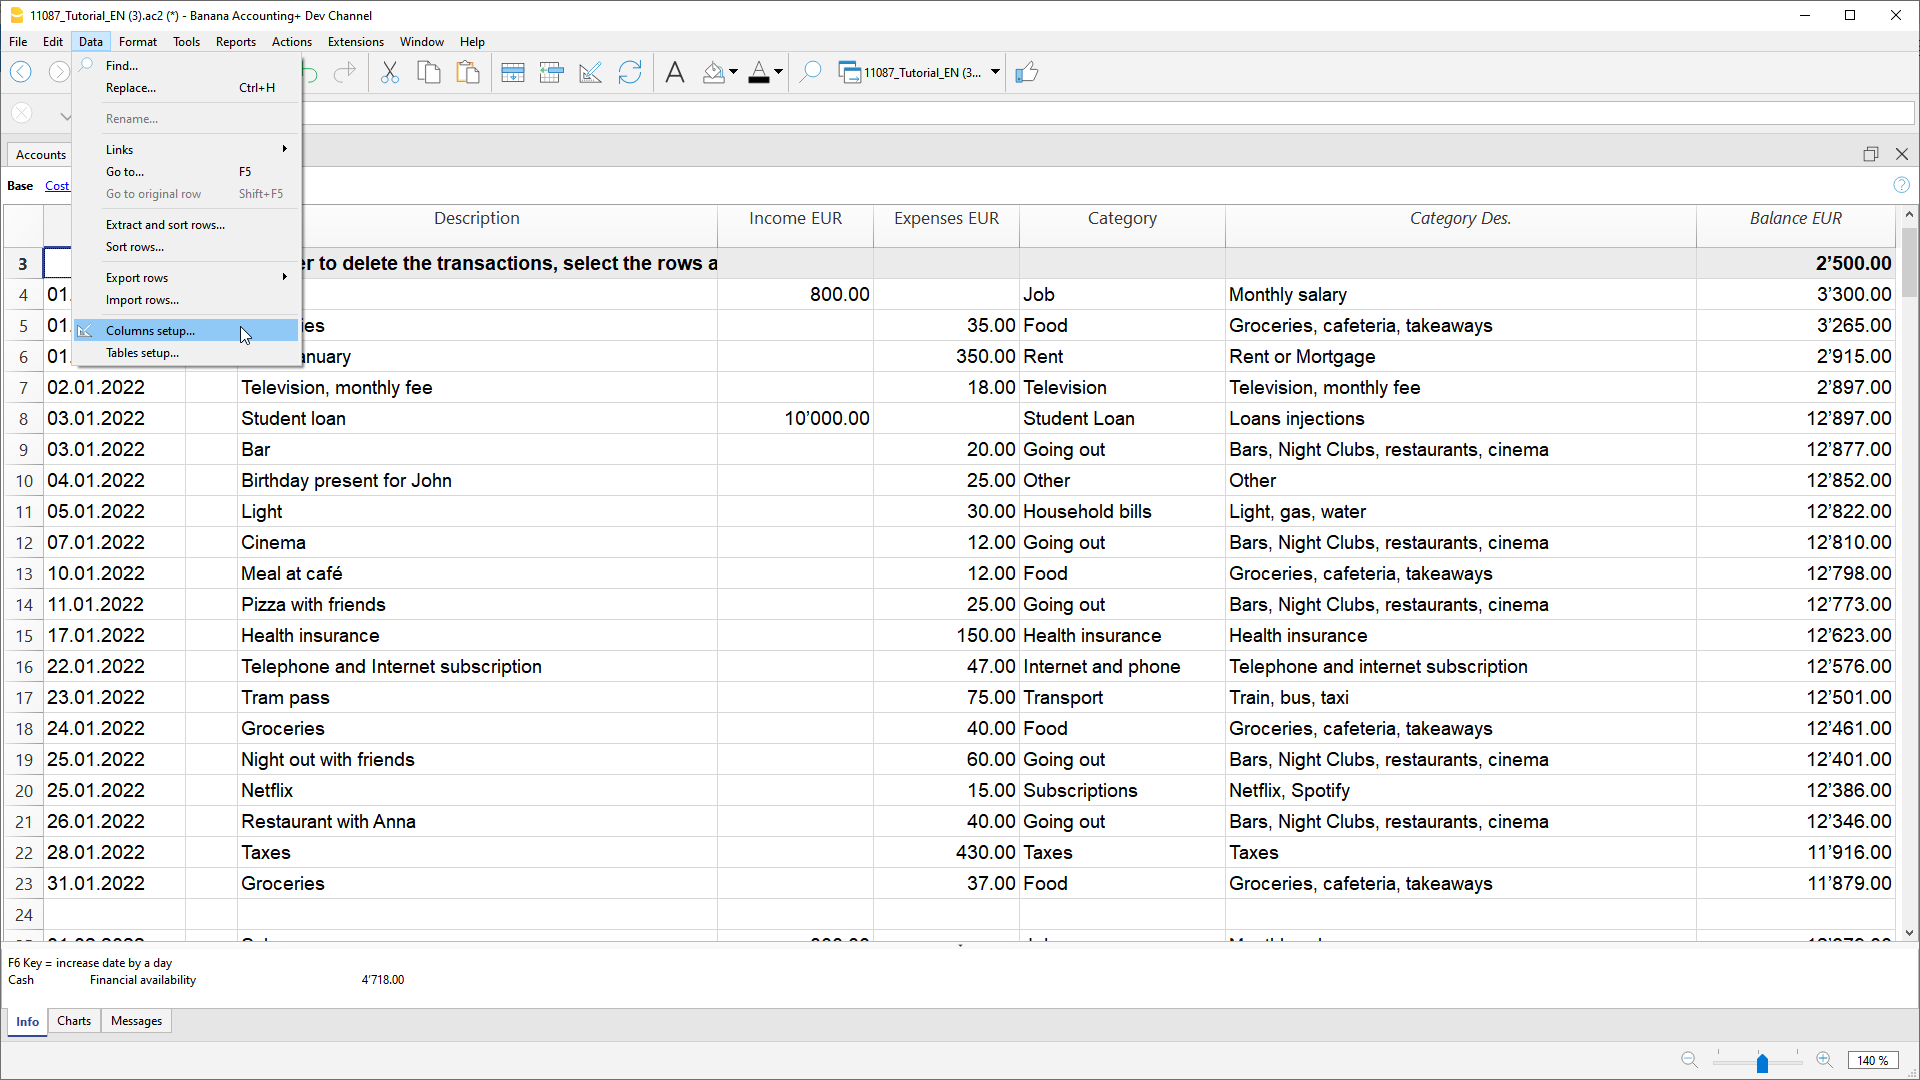 11087_Tutorial_EN (3).ac2 (*) - Banana Accounting+ Dev Channel
File Edit Data Format Tools Reports Actions Extensions Window Help
Find...
Replace... Ctrl+H
11087_Tutorial_EN (3...
Rename...
Links
Accounts
Go to... F5
Base Cost
Go to original row Shift+F5
Extract and sort rows...
Sort rows...
Export rows
Import rows...
Columns setup...
Tables setup...
Description Income EUR Expenses EUR Category Category Des. Balance EUR
3 to delete the transactions, select the rows a 2’500.00
4 01. 800.00 Job Monthly salary 3’300.00
5 01. 35.00 Food Groceries, cafeteria, takeaways 3’265.00
6 01. 350.00 Rent Rent or Mortgage 2’915.00
7 02.01.2022 Television, monthly fee 18.00 Television Television, monthly fee 2’897.00
8 03.01.2022 Student loan 10’000.00 Student Loan Loans injections 12’897.00
9 03.01.2022 Bar 20.00 Going out Bars, Night Clubs, restaurants, cinema 12’877.00
10 04.01.2022 Birthday present for John 25.00 Other Other 12’852.00
11 05.01.2022 Light 30.00 Household bills Light, gas, water 12’822.00
12 07.01.2022 Cinema 12.00 Going out Bars, Night Clubs, restaurants, cinema 12’810.00
13 10.01.2022 Meal at café 12.00 Food Groceries, cafeteria, takeaways 12’798.00
14 11.01.2022 Pizza with friends 25.00 Going out Bars, Night Clubs, restaurants, cinema 12’773.00
15 17.01.2022 Health insurance 150.00 Health insurance Health insurance 12’623.00
16 22.01.2022 Telephone and Internet subscription 47.00 Internet and phone Telephone and internet subscription 12’576.00
17 23.01.2022 Tram pass 75.00 Transport Train, bus, taxi 12’501.00
18 24.01.2022 Groceries 40.00 Food Groceries, cafeteria, takeaways 12’461.00
19 25.01.2022 Night out with friends 60.00 Going out Bars, Night Clubs, restaurants, cinema 12’401.00
20 25.01.2022 Netflix 15.00 Subscriptions Netflix, Spotify 12’386.00
21 26.01.2022 Restaurant with Anna 40.00 Going out Bars, Night Clubs, restaurants, cinema 12’346.00
22 28.01.2022 Taxes 430.00 Taxes Taxes 11’916.00
23 31.01.2022 Groceries 37.00 Food Groceries, cafeteria, takeaways 11’879.00
24
F6 Key = increase date by a day
Cash Financial availability 4’718.00
Info Charts Messages
140 %